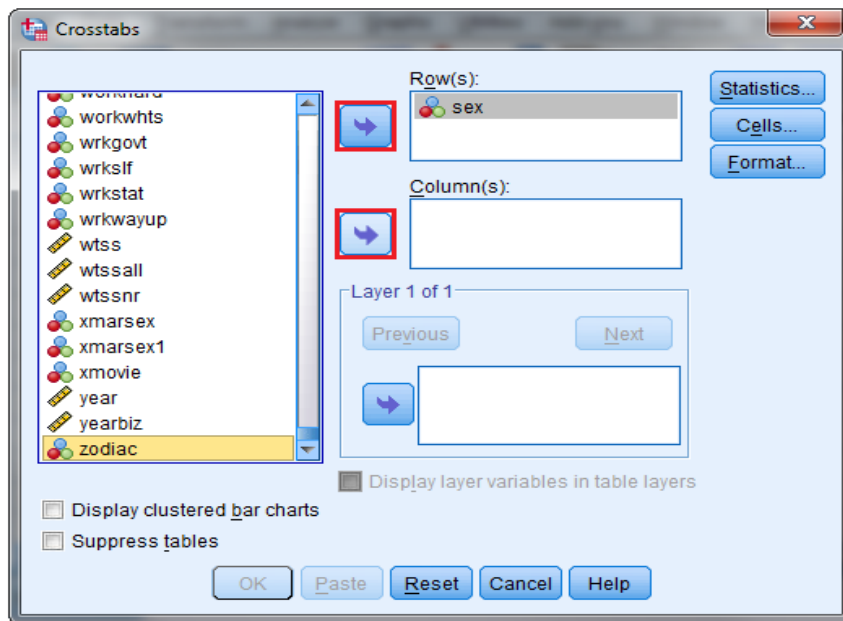 Crosstabs
workwhts
wrkgovt
wrkslf
wrkstat
wrkwayup
wtss
wtssall
wtssnr
xmarsex
xmarsex1
xmovie
year
yearbiz
zodiac
Row(s):
sex
Column(s):
Layer 1 of 1
Previous
Next
Display layer variables in table layers
Statistics...
Cells...
Format...
Display clustered bar charts
Suppress tables
OK
Paste
Reset
Cancel
Help